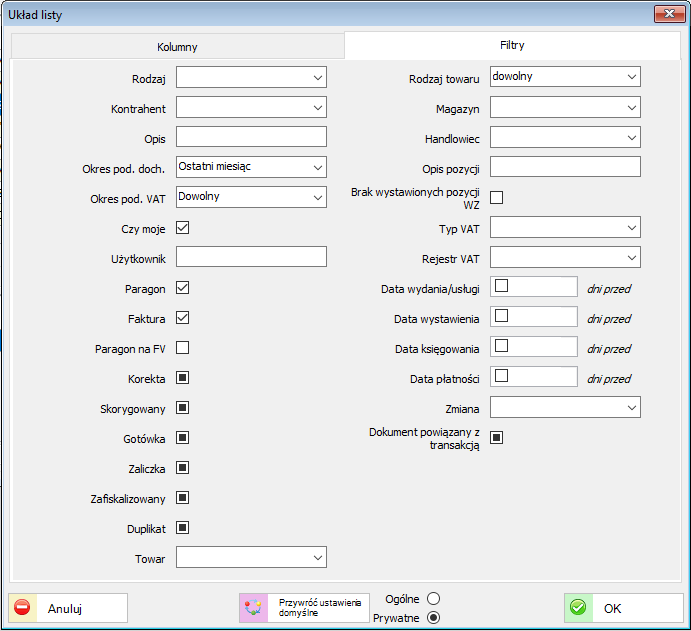 Układ listy
Kolumny
Filtry
Rodzaj
Kontrahent
Opis
Okres pod. doch.
Ostatni miesiąc
Okres pod. VAT
Dowolny
Czy moje
Użytkownik
Paragon
Faktura
Paragon na FV
Korekta
Skorygowany
Gotówka
Zaliczka
Zafiskalizowany
Duplikat
Towar
Rodzaj towaru
dowolny
Magazyn
Handlowiec
Opis pozycji
Brak wystawionych pozycji
WZ
Typ VAT
Rejestr VAT
Data wydania/usługi
dni przed
Data wystawienia
dni przed
Data księgowania
dni przed
Data płatności
dni przed
Zmiana
Dokument powiązany z
transakcją
Anuluj
Przywróć ustawienia
domyślne
Ogólne
Prywatne
OK